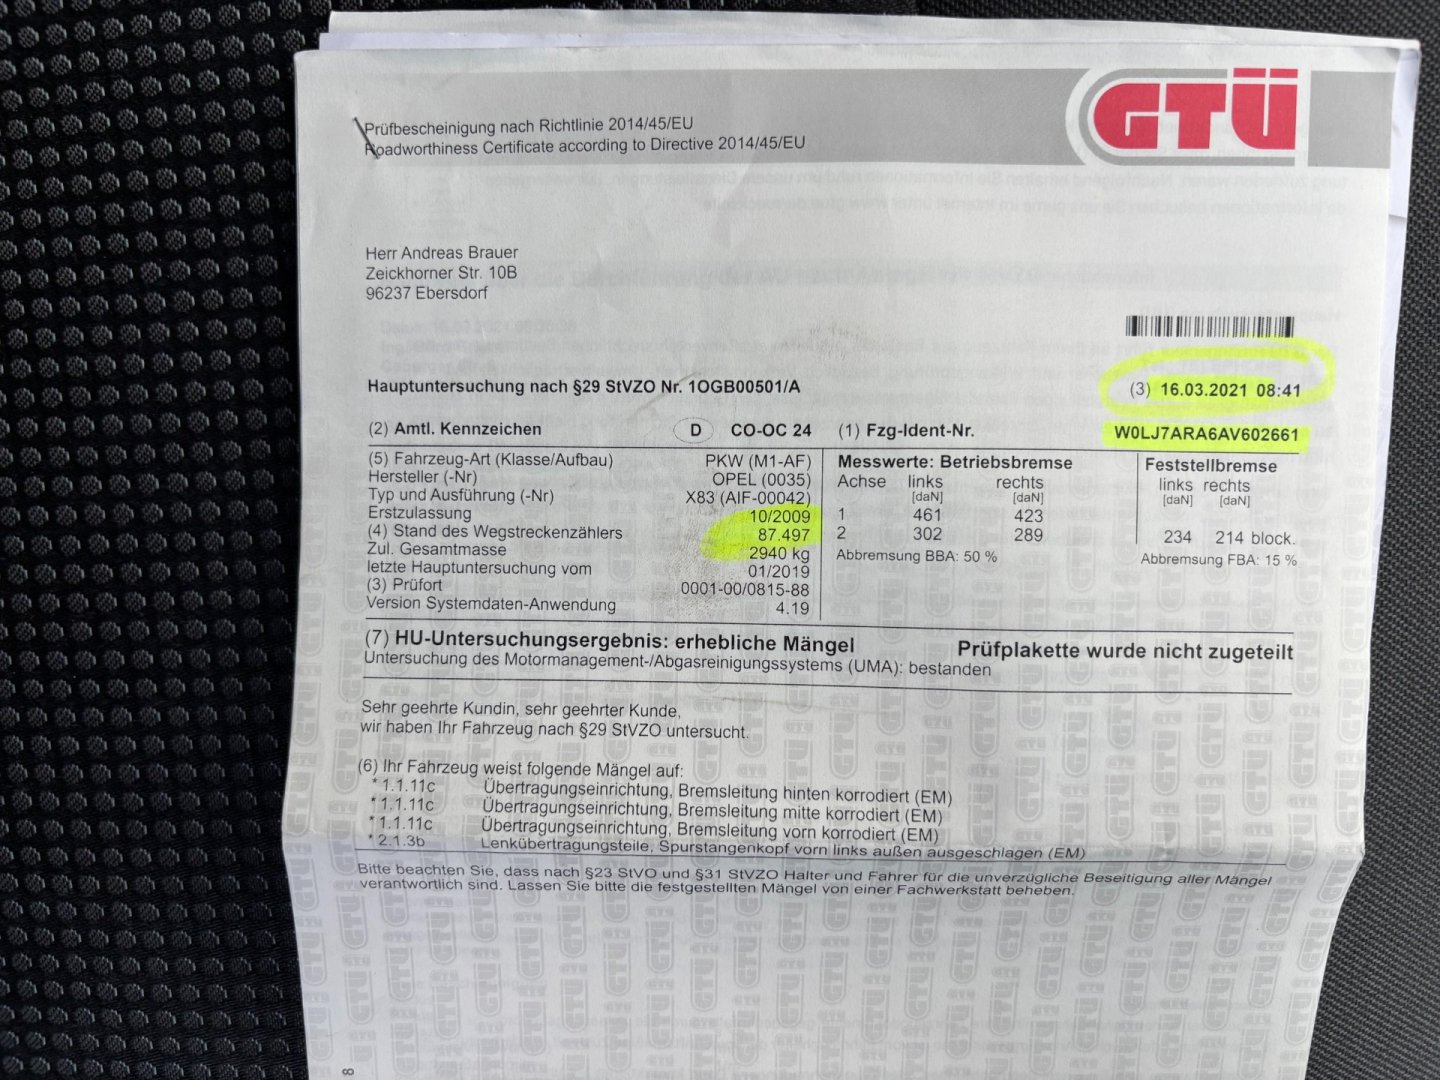 GTÜ
Prüfbescheinigung nach Richtlinie 2014/45/EU
Roadworthiness Certificate according to Directive 2014/45/EU
Herr Andreas Brauer
Zeickhorner Str. 10B
96237 Ebersdorf
Hauptuntersuchung nach §29 StVZO Nr. 1OGB00501/A
(3) 16.03.2021 08:41
(2) Amtl. Kennzeichen D CO-OC 24 (1) Fzg-Ident-Nr. W0LJ7ARA6AV602661
(5) Fahrzeug-Art (Klasse/Aufbau) PKW (M1-AF)
Hersteller (-Nr) OPEL (0035)
Typ und Ausführung (-Nr) X83 (AIF-00042)
Erstzulassung 10/2009
(4) Stand des Wegstreckenzählers 87.497
Zul. Gesamtmasse 2940 kg
letzte Hauptuntersuchung vom 01/2019
(3) Prüfort 0001-00/0815-88
Version Systemdaten-Anwendung 4.19
Messwerte: Betriebsbremse
Achse links rechts
[daN] [daN]
1 461 423
2 302 289
Abbremsung BBA: 50 %
Feststellbremse
links rechts
[daN] [daN]
234 214 block.
Abbremsung FBA: 15 %
(7) HU-Untersuchungsergebnis: erhebliche Mängel Prüfplakette wurde nicht zugeteilt
Untersuchung des Motormanagement-/Abgasreinigungssystems (UMA): bestanden
Sehr geehrte Kundin, sehr geehrter Kunde,
wir haben Ihr Fahrzeug nach §29 StVZO untersucht.
(6) Ihr Fahrzeug weist folgende Mängel auf:
* 1.1.11c Übertragungseinrichtung, Bremsleitung hinten korrodiert (EM)
* 1.1.11c Übertragungseinrichtung, Bremsleitung mitte korrodiert (EM)
* 1.1.11c Übertragungseinrichtung, Bremsleitung vorn korrodiert (EM)
* 2.1.3b Lenkübertragungsteile, Spurstangenkopf vorn links außen ausgeschlagen (EM)
Bitte beachten Sie, dass nach §23 StVO und §31 StVZO Halter und Fahrer für die unverzügliche Beseitigung aller Mängel
verantwortlich sind. Lassen Sie bitte die festgestellten Mängel von einer Fachwerkstatt beheben.